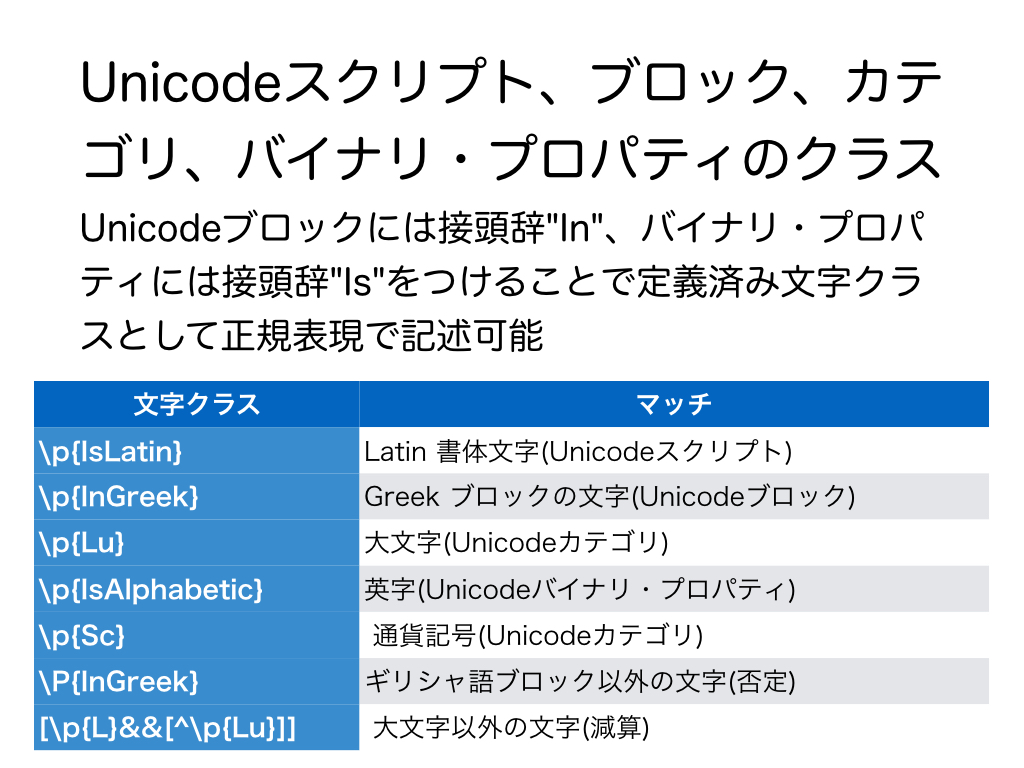 Unicodeスクリプト、ブロック、カテ
ゴリ、バイナリ・プロパティのクラス
Unicodeブロックには接頭辞"In"、バイナリ・プロパ
ティには接頭辞"Is"をつけることで定義済み文字クラ
スとして正規表現で記述可能
文字クラス マッチ
\p{IsLatin} Latin 書体文字(Unicodeスクリプト)
\p{InGreek} Greek ブロックの文字(Unicodeブロック)
\p{Lu} 大文字(Unicodeカテゴリ)
\p{IsAlphabetic} 英字(Unicodeバイナリ・プロパティ)
\p{Sc} 通貨記号(Unicodeカテゴリ)
\P{InGreek} ギリシャ語ブロック以外の文字(否定)
[\p{L}&&[^\p{Lu}]] 大文字以外の文字(減算)